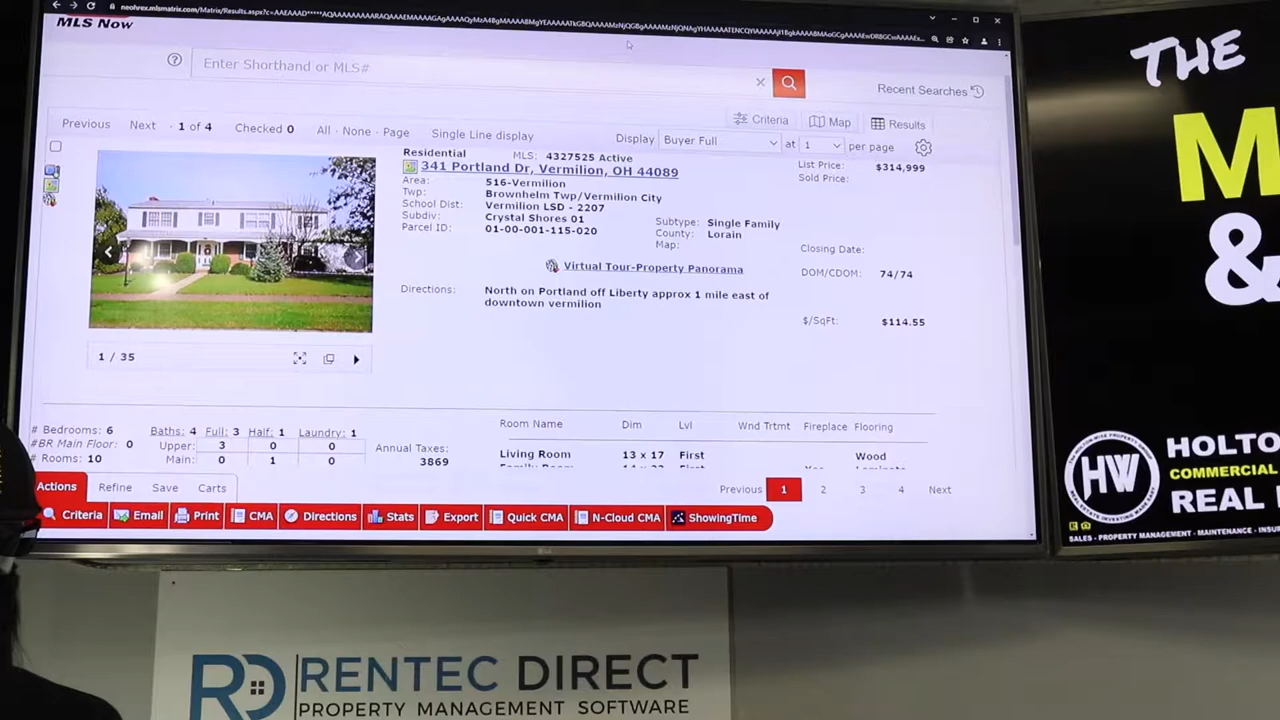 MLS Now
Enter Shorthand or MLS#
Recent Searches
Previous Next · 1 of 4 Checked 0 All · None · Page Single Line display Display Buyer Full at 1 per page
Criteria Map Results
Residential MLS: 4327525 Active
341 Portland Dr, Vermilion, OH 44089
List Price: $314,999
Sold Price:
Area: 516-Vermilion
Twp: Brownhelm Twp/Vermilion City
School Dist: Vermilion LSD - 2207
Subdiv: Crystal Shores 01
Parcel ID: 01-00-001-115-020
Subtype: Single Family
County: Lorain
Map:
Closing Date:
Virtual Tour-Property Panorama
DOM/CDOM: 74/74
Directions: North on Portland off Liberty approx 1 mile east of
downtown vermilion
$/SqFt: $114.55
1 / 35
# Bedrooms: 6 Baths: 4 Full: 3 Half: 1 Laundry: 1
#BR Main Floor: 0 Upper: 3 0 0
# Rooms: 10 Main: 0 1 0
Annual Taxes:
3869
Room Name Dim Lvl Wnd Trtmt Fireplace Flooring
Living Room 13 x 17 First Wood
Actions Refine Save Carts
Previous 1 2 3 4 Next
Criteria Email Print CMA Directions Stats Export Quick CMA N-Cloud CMA ShowingTime
THE
M
&
HW
HOLTO
COMMERCIAL
REAL
SALES - PROPERTY MANAGEMENT - MAINTENANCE - INSU
RD RENTEC DIRECT
PROPERTY MANAGEMENT SOFTWARE